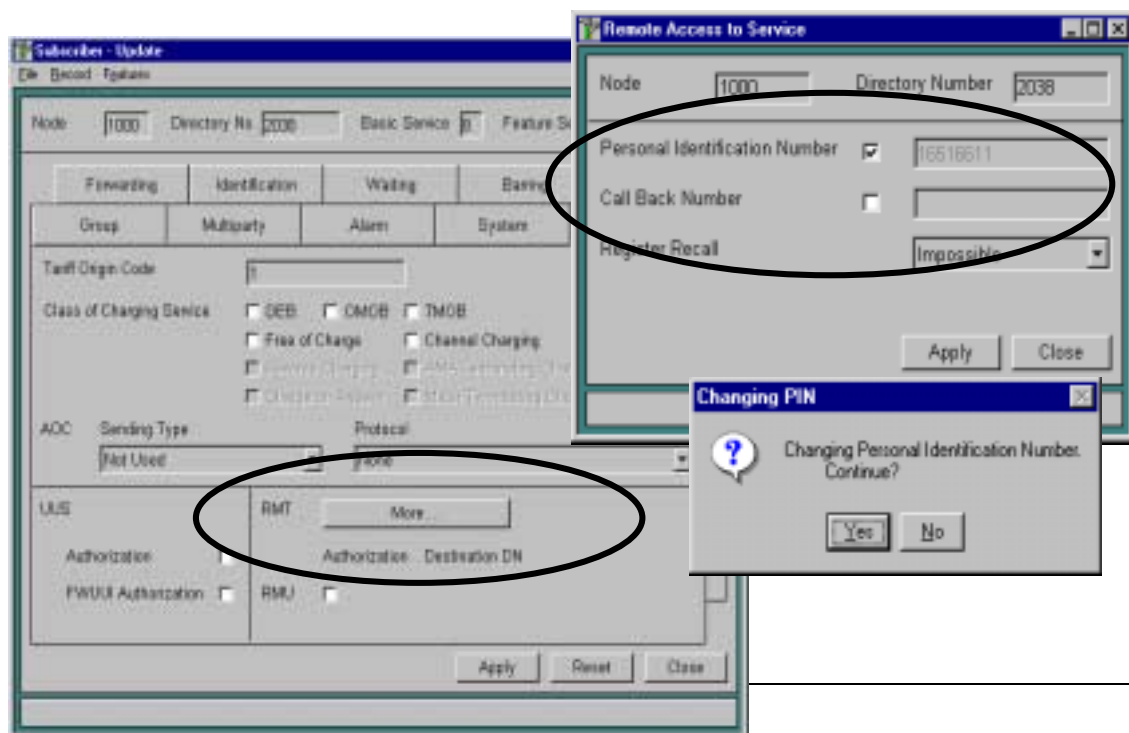 Subscriber - Update
File Record Features
Node 1000 Directory No 2038 Basic Service 0 Feature
Forwarding Identification Waiting Barring
Group Multiparty Alarm System
Tariff Origin Code 1
Class of Charging Service OEB OMOB TMOB
Free of Charge Channel Charging
AOC Sending Type Protocol
Not Used None
UUS RMT More...
Authorization Authorization Destination DN
FWUUI Authorization RMU
Apply Reset Close
Remote Access to Service
Node 1000 Directory Number 2038
Personal Identification Number 16516611
Call Back Number
Register Recall Impossible
Apply Close
Changing PIN
Changing Personal Identification Number.
Continue?
Yes No